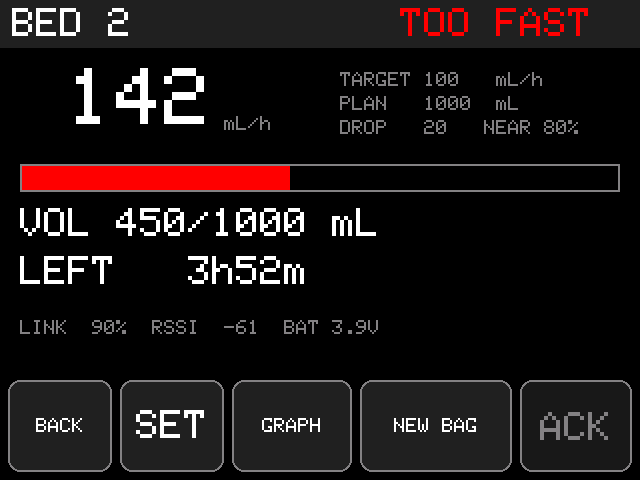 BED 2 TOO FAST
142 mL/h
TARGET 100 mL/h
PLAN 1000 mL
DROP 20 NEAR 80%
VOL 450/1000 mL
LEFT 3h52m
LINK 90% RSSI -61 BAT 3.9V
BACK SET GRAPH NEW BAG ACK